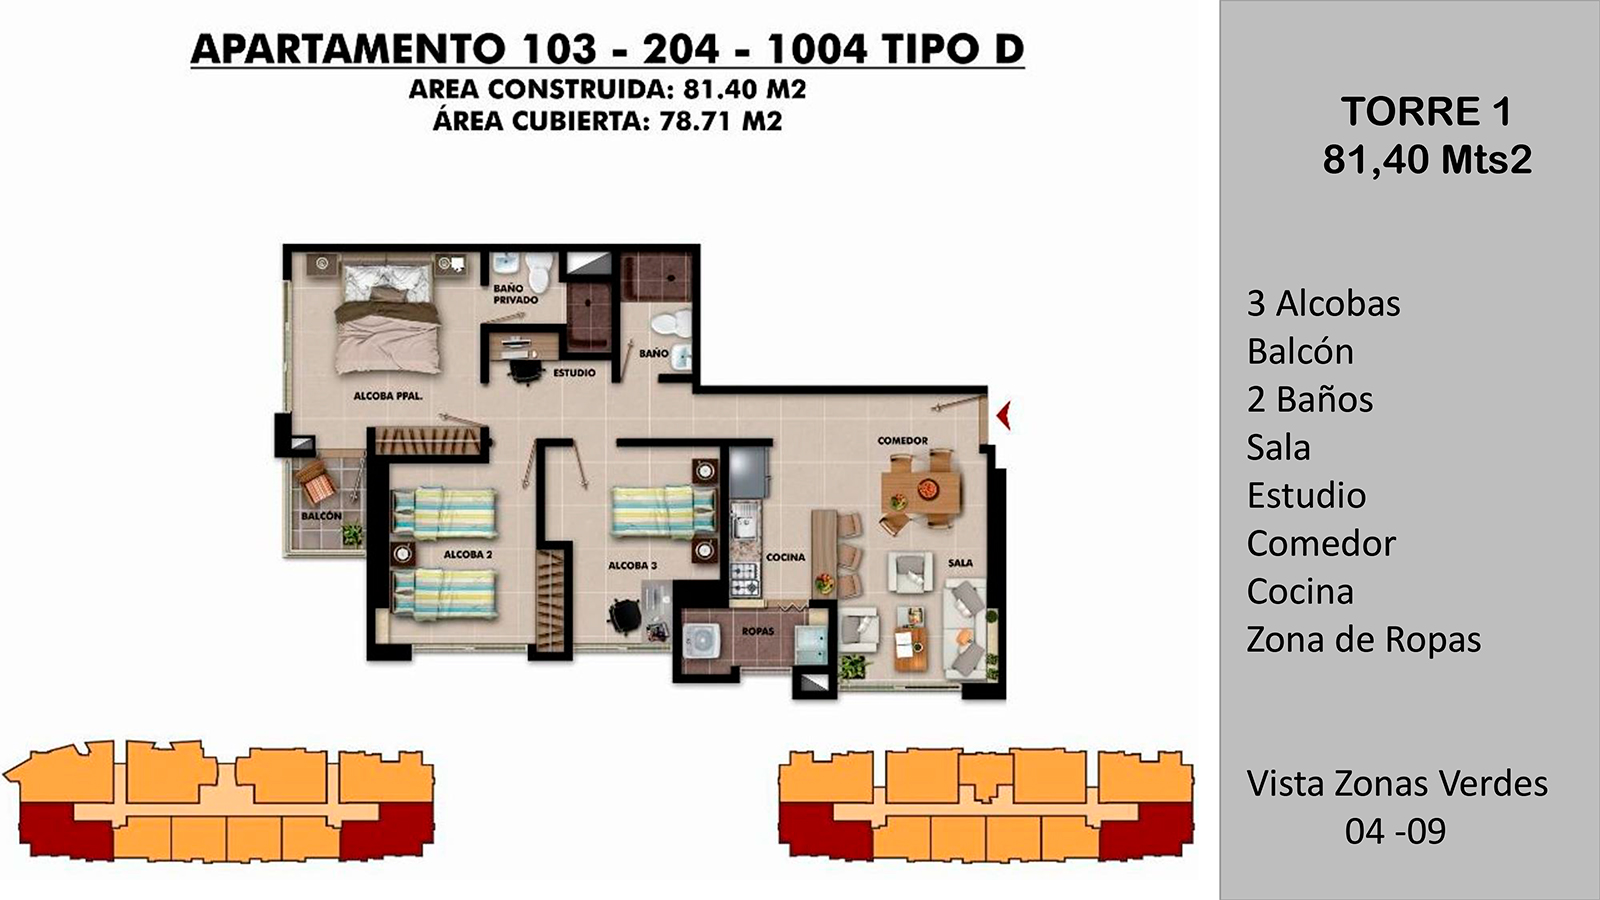 APARTAMENTO 103 - 204 - 1004 TIPO D
AREA CONSTRUIDA: 81.40 M2
ÁREA CUBIERTA: 78.71 M2
BAÑO
PRIVADO
BAÑO
ESTUDIO
ALCOBA PPAL.
COMEDOR
BALCÓN
ALCOBA 2
ALCOBA 3
COCINA
SALA
ROPAS
TORRE 1
81,40 Mts2
3 Alcobas
Balcón
2 Baños
Sala
Estudio
Comedor
Cocina
Zona de Ropas
Vista Zonas Verdes
04 -09